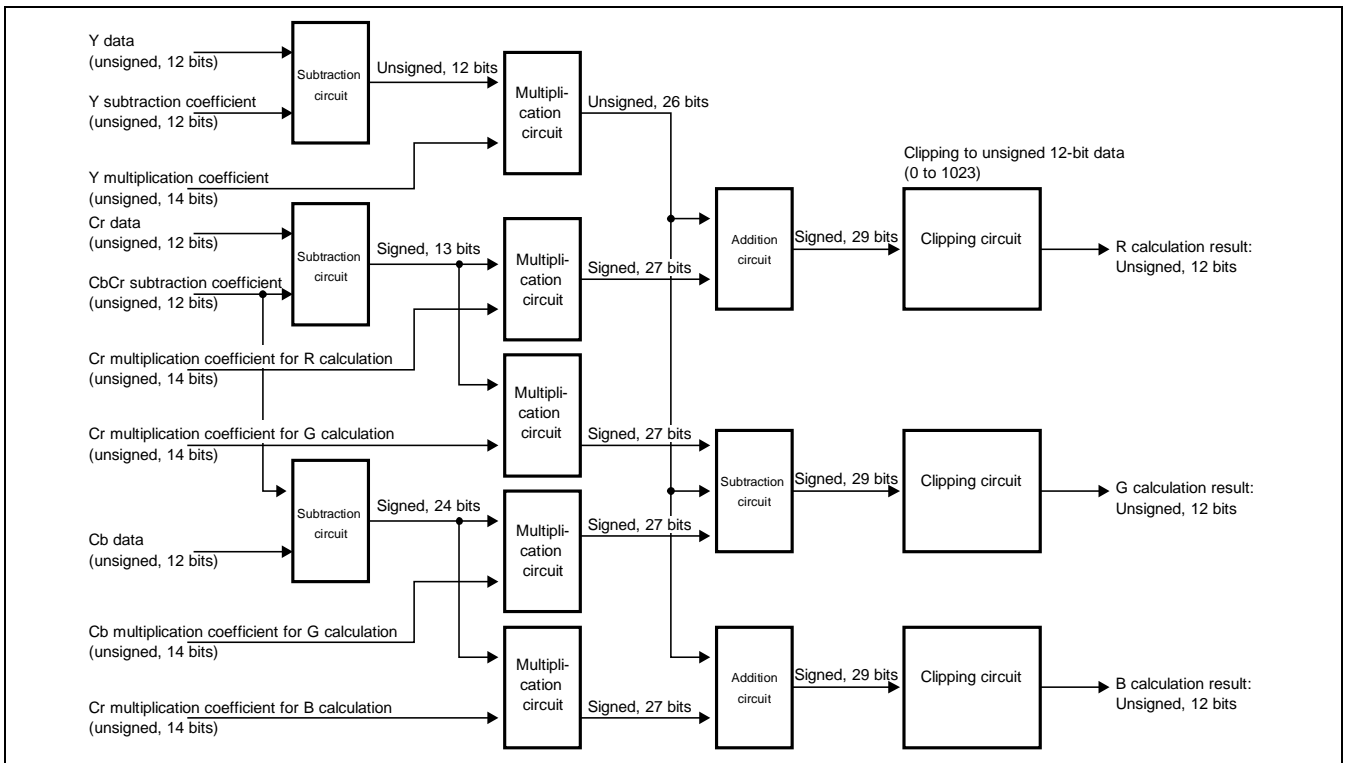 Y data
(unsigned, 12 bits)
Y subtraction coefficient
(unsigned, 12 bits)
Subtraction
circuit
Unsigned, 12 bits
Multipli-
cation
circuit
Unsigned, 26 bits
Y multiplication coefficient
(unsigned, 14 bits)
Cr data
(unsigned, 12 bits)
CbCr subtraction coefficient
(unsigned, 12 bits)
Subtraction
circuit
Signed, 13 bits
Multipli-
cation
circuit
Signed, 27 bits
Addition
circuit
Signed, 29 bits
Clipping to unsigned 12-bit data
(0 to 1023)
Clipping circuit
R calculation result:
Unsigned, 12 bits
Cr multiplication coefficient for R calculation
(unsigned, 14 bits)
Multipli-
cation
circuit
Cr multiplication coefficient for G calculation
(unsigned, 14 bits)
Signed, 27 bits
Subtraction
circuit
Signed, 24 bits
Cb data
(unsigned, 12 bits)
Multipli-
cation
circuit
Signed, 27 bits
Subtraction
circuit
Signed, 29 bits
Clipping circuit
G calculation result:
Unsigned, 12 bits
Cb multiplication coefficient for G calculation
(unsigned, 14 bits)
Cr multiplication coefficient for B calculation
(unsigned, 14 bits)
Multipli-
cation
circuit
Signed, 27 bits
Addition
circuit
Signed, 29 bits
Clipping circuit
B calculation result:
Unsigned, 12 bits